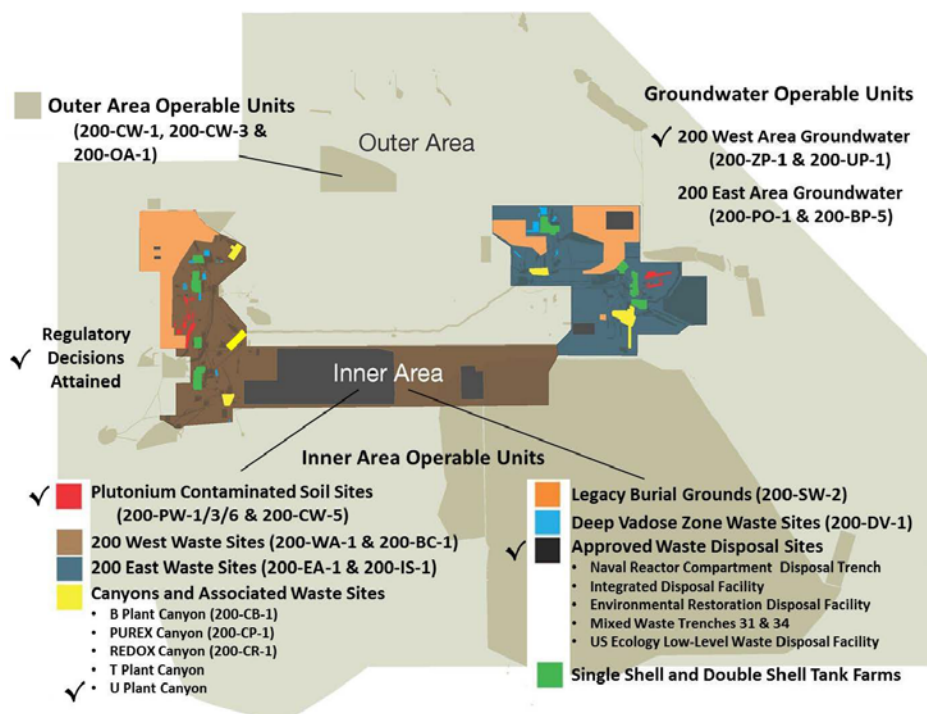 Outer Area Operable Units
(200-CW-1, 200-CW-3 &
200-OA-1)
Outer Area
Groundwater Operable Units
✓ 200 West Area Groundwater
(200-ZP-1 & 200-UP-1)
200 East Area Groundwater
(200-PO-1 & 200-BP-5)
✓ Regulatory
Decisions
Attained
Inner Area
Inner Area Operable Units
✓ Plutonium Contaminated Soil Sites
(200-PW-1/3/6 & 200-CW-5)
200 West Waste Sites (200-WA-1 & 200-BC-1)
200 East Waste Sites (200-EA-1 & 200-IS-1)
Canyons and Associated Waste Sites
• B Plant Canyon (200-CB-1)
• PUREX Canyon (200-CP-1)
• REDOX Canyon (200-CR-1)
• T Plant Canyon
✓ • U Plant Canyon
Legacy Burial Grounds (200-SW-2)
Deep Vadose Zone Waste Sites (200-DV-1)
✓ Approved Waste Disposal Sites
• Naval Reactor Compartment Disposal Trench
• Integrated Disposal Facility
• Environmental Restoration Disposal Facility
• Mixed Waste Trenches 31 & 34
• US Ecology Low-Level Waste Disposal Facility
Single Shell and Double Shell Tank Farms